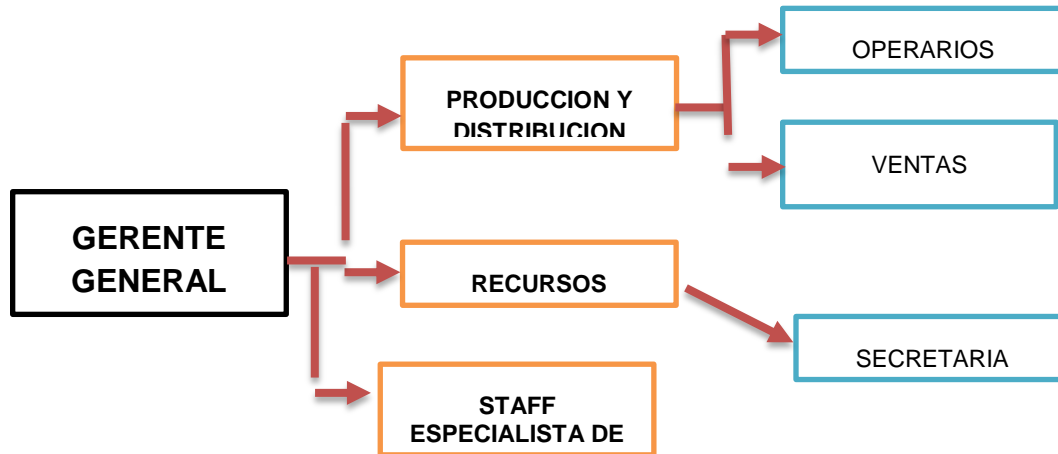 OPERARIOS
PRODUCCION Y
DISTRIBUCION
VENTAS
GERENTE
GENERAL
RECURSOS
SECRETARIA
STAFF
ESPECIALISTA DE